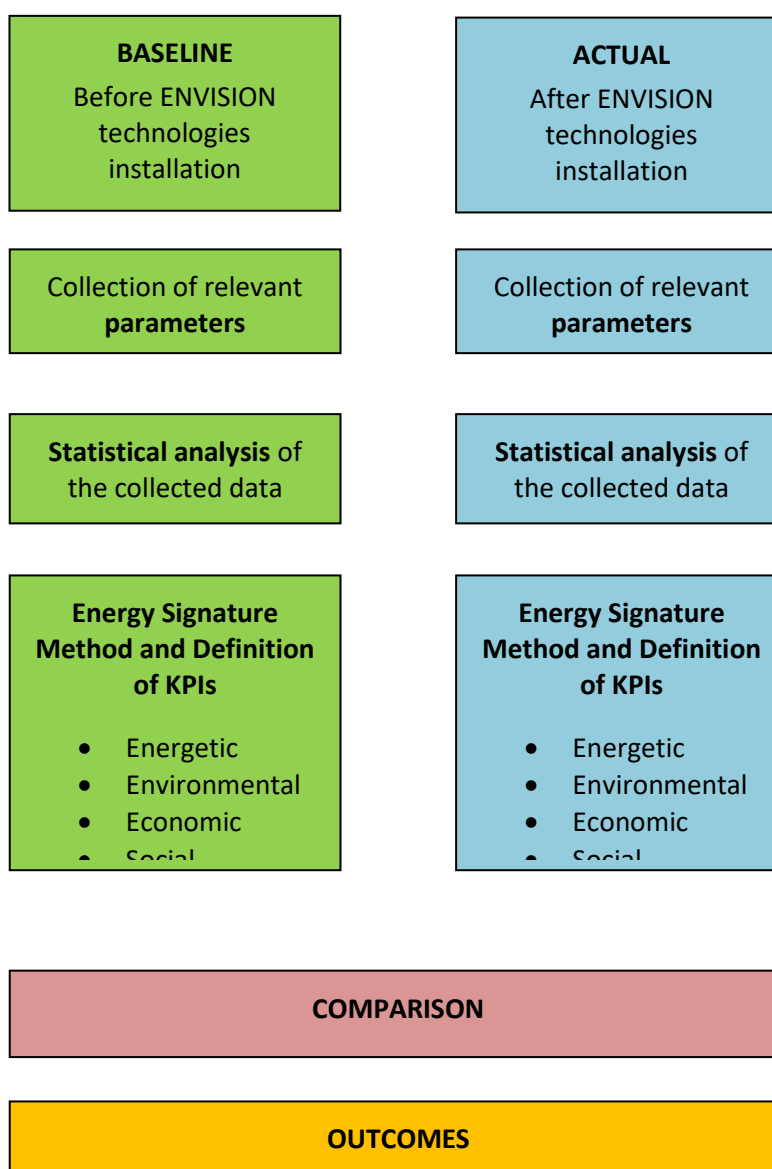 BASELINE
Before ENVISION
technologies
installation
ACTUAL
After ENVISION
technologies
installation
Collection of relevant
parameters
Collection of relevant
parameters
Statistical analysis of
the collected data
Statistical analysis of
the collected data
Energy Signature
Method and Definition
of KPIs
• Energetic
• Environmental
• Economic
• Social
Energy Signature
Method and Definition
of KPIs
• Energetic
• Environmental
• Economic
• Social
COMPARISON
OUTCOMES